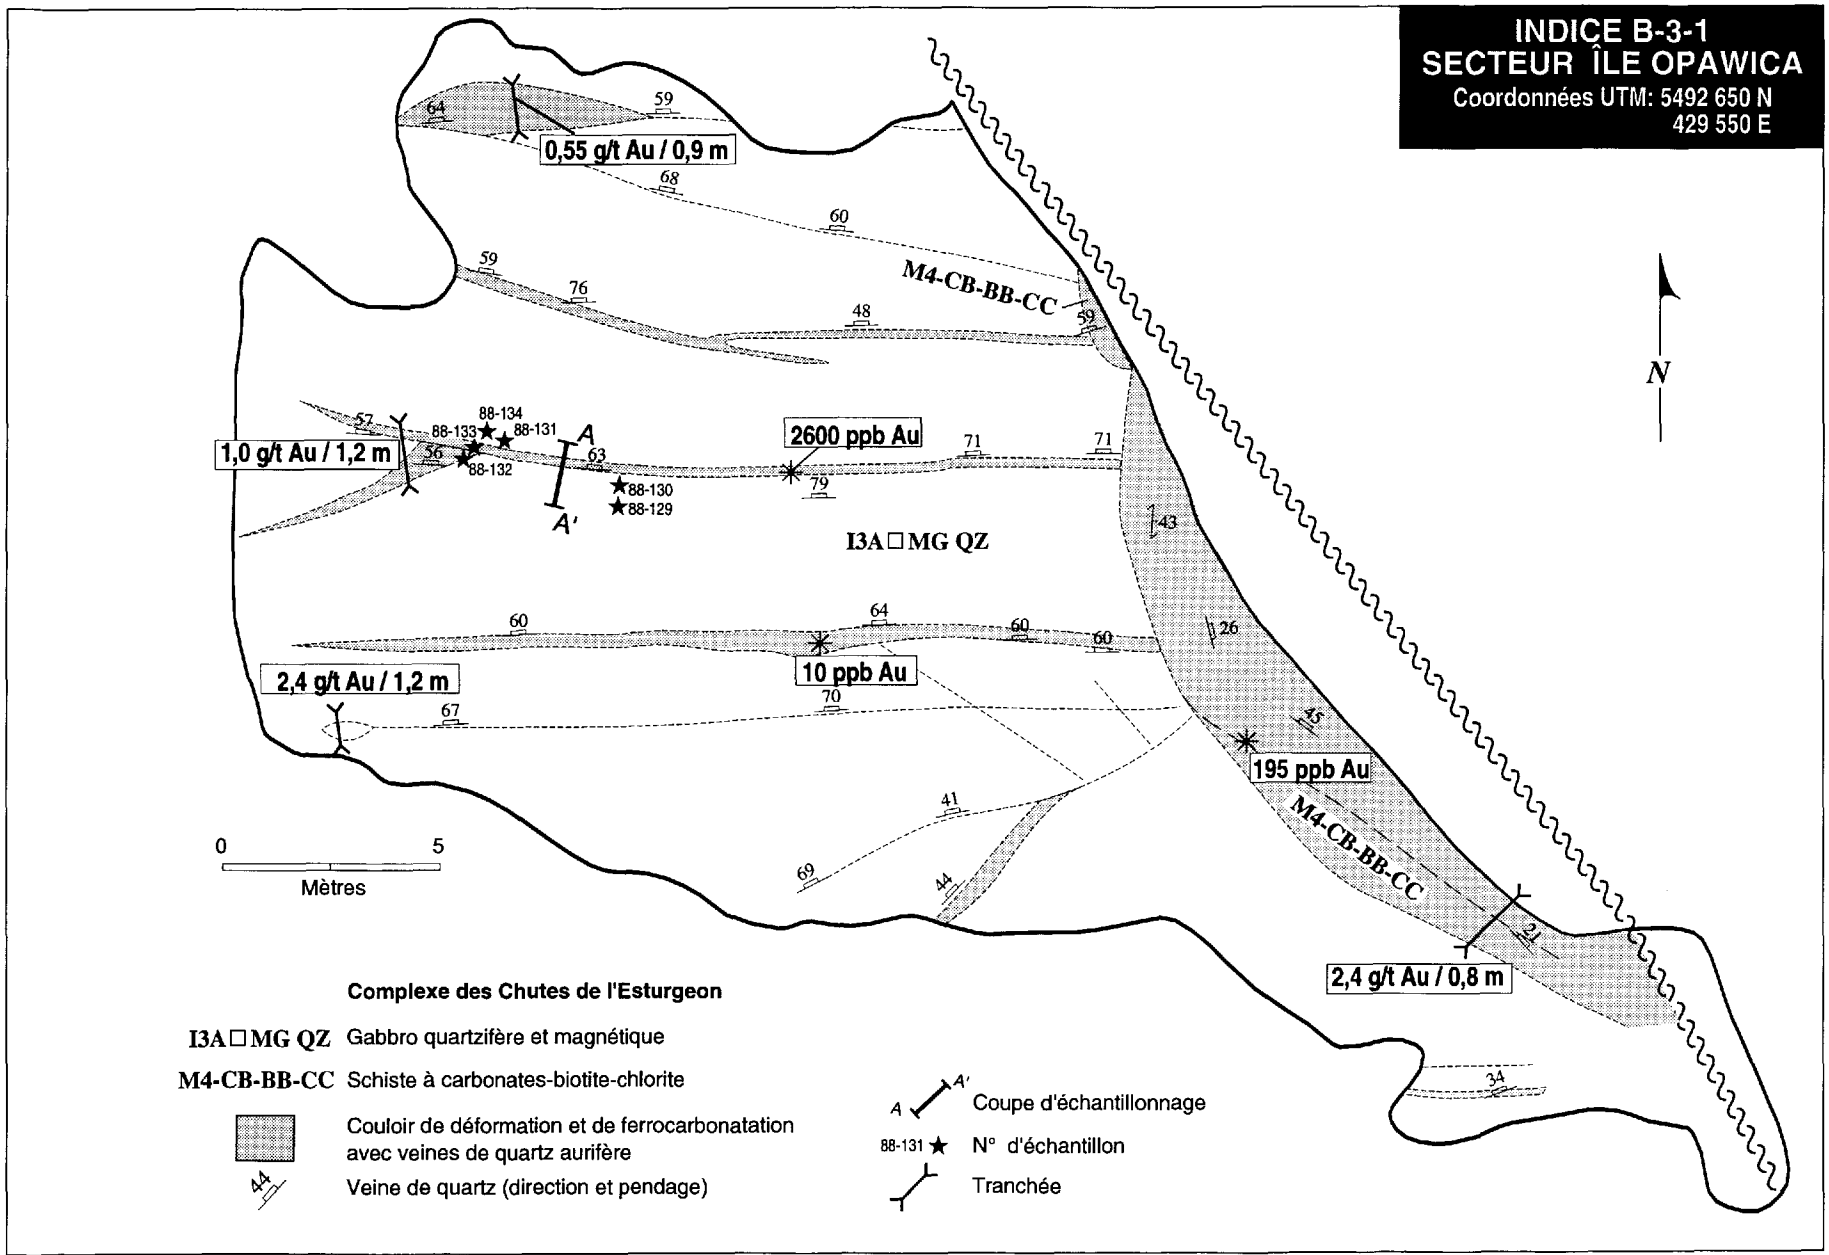 INDICE B-3-1
SECTEUR ÎLE OPAWICA
Coordonnées UTM: 5492 650 N
429 550 E
64
59
0,55 g/t Au / 0,9 m
68
60
59
76
48
M4-CB-BB-CC
59
N
57
88-134
88-133
88-131
1,0 g/t Au / 1,2 m
56
88-132
A
63
A'
88-130
88-129
2600 ppb Au
79
71
71
43
I3A□MG QZ
60
64
60
60
26
10 ppb Au
2,4 g/t Au / 1,2 m
67
70
45
195 ppb Au
M4-CB-BB-CC
41
69
44
21
2,4 g/t Au / 0,8 m
34
0 5
Mètres
Complexe des Chutes de l'Esturgeon
I3A□MG QZ Gabbro quartzifère et magnétique
M4-CB-BB-CC Schiste à carbonates-biotite-chlorite
Couloir de déformation et de ferrocarbonatation
avec veines de quartz aurifère
44 Veine de quartz (direction et pendage)
A A' Coupe d'échantillonnage
88-131 ★ N° d'échantillon
Tranchée